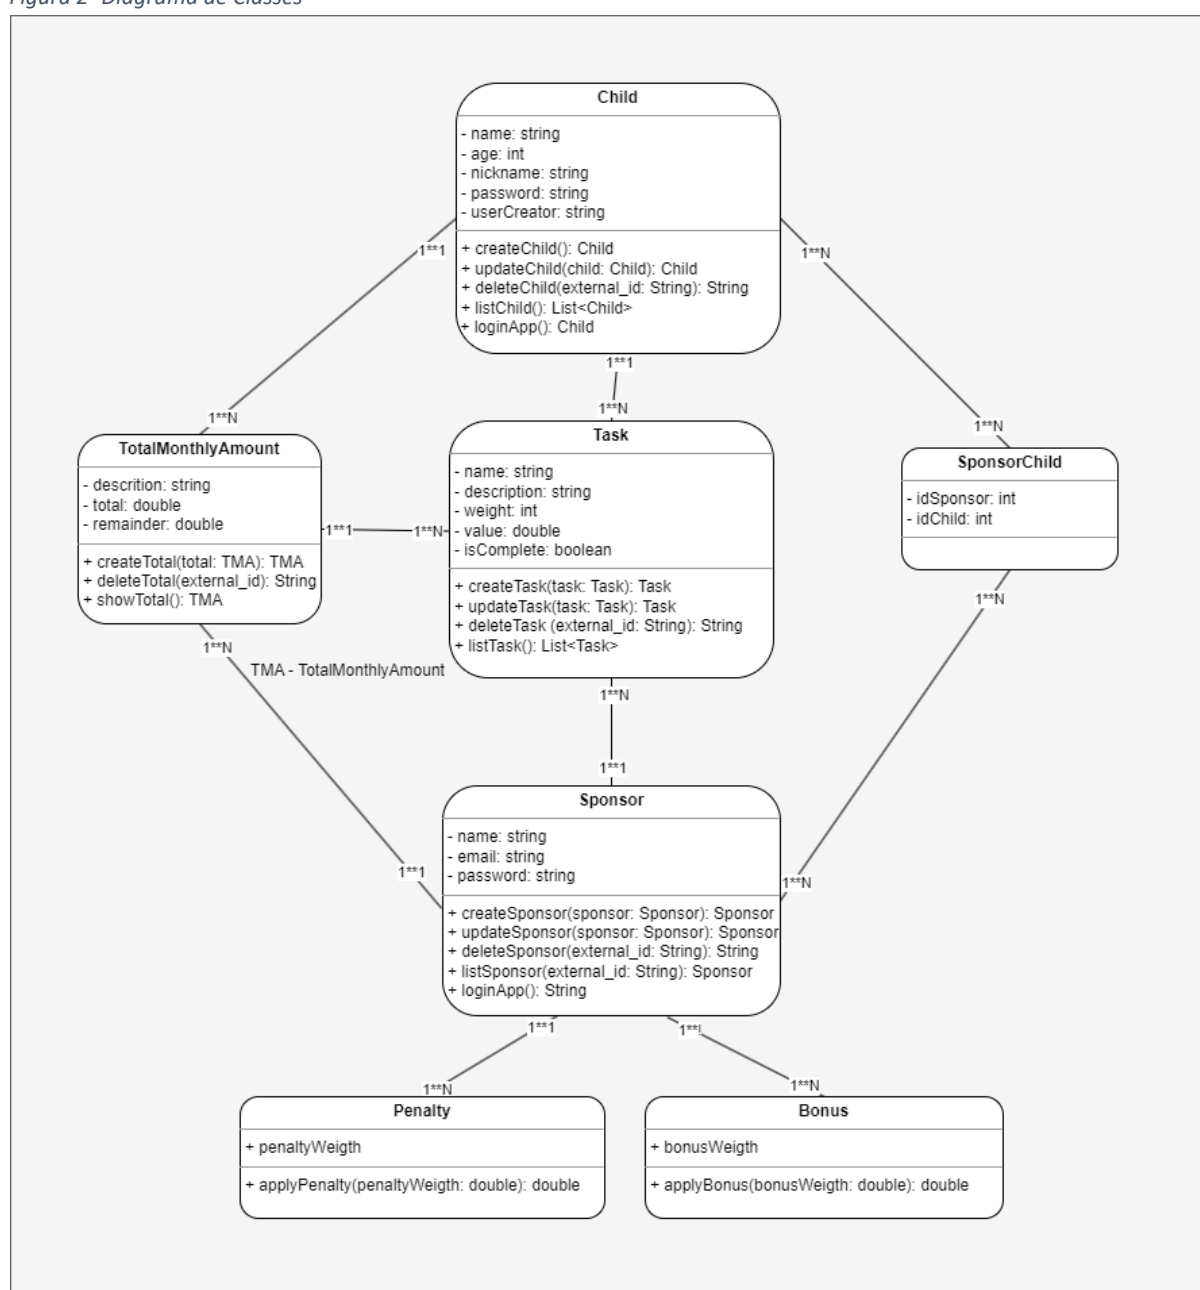 Figura 2- Diagrama de Classes
Child
- name: string
- age: int
- nickname: string
- password: string
- userCreator: string
+ createChild(): Child
+ updateChild(child: Child): Child
+ deleteChild(external_id: String): String
+ listChild(): List<Child>
+ loginApp(): Child
1**1
1**N
1**1
1**N
1**N
1**N
TotalMonthlyAmount
- descrition: string
- total: double
- remainder: double
+ createTotal(total: TMA): TMA
+ deleteTotal(external_id): String
+ showTotal(): TMA
1**1
1**N
Task
- name: string
- description: string
- weight: int
- value: double
- isComplete: boolean
+ createTask(task: Task): Task
+ updateTask(task: Task): Task
+ deleteTask (external_id: String): String
+ listTask(): List<Task>
SponsorChild
- idSponsor: int
- idChild: int
1**N
1**N
TMA - TotalMonthlyAmount
1**N
1**1
1**1
1**N
Sponsor
- name: string
- email: string
- password: string
+ createSponsor(sponsor: Sponsor): Sponsor
+ updateSponsor(sponsor: Sponsor): Sponsor
+ deleteSponsor(external_id: String): String
+ listSponsor(external_id: String): Sponsor
+ loginApp(): String
1**1
1**!
1**N
1**N
Penalty
+ penaltyWeigth
+ applyPenalty(penaltyWeigth: double): double
Bonus
+ bonusWeigth
+ applyBonus(bonusWeigth: double): double